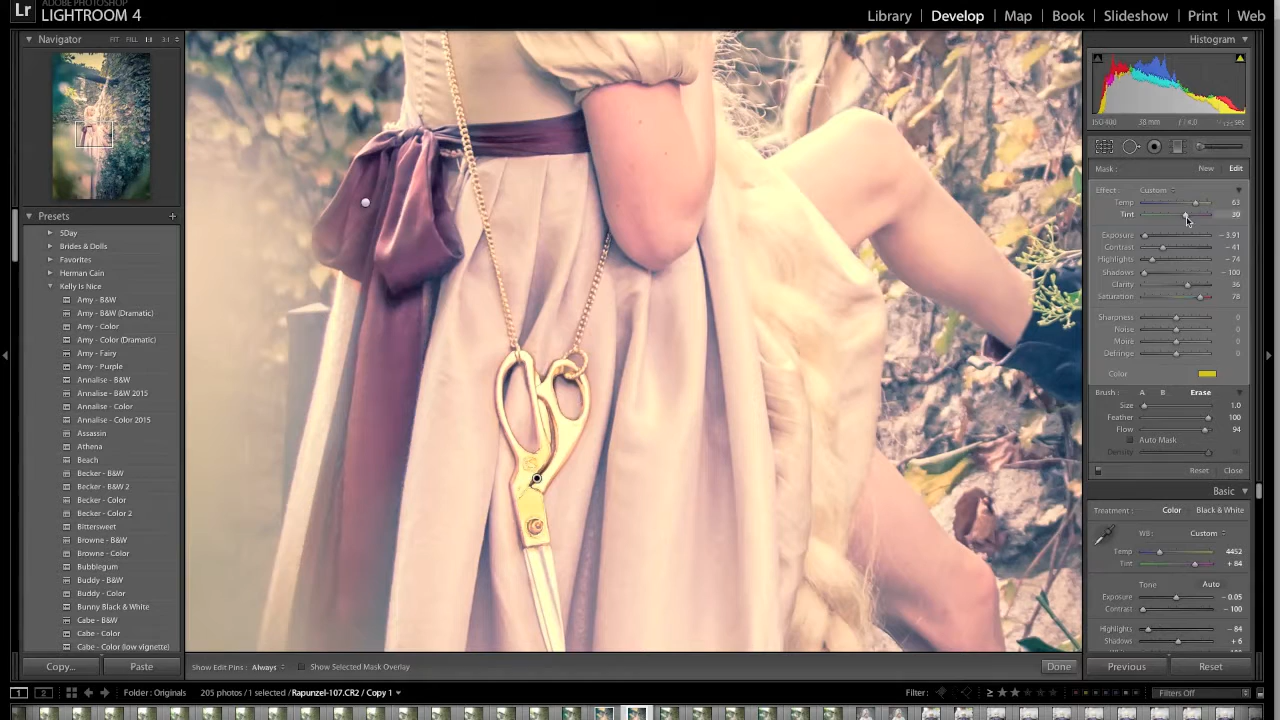 Lr
ADOBE PHOTOSHOP
LIGHTROOM 4
Library | Develop | Map | Book | Slideshow | Print | Web
Navigator FIT FILL 1:1 3:1
Histogram
ISO 400 38 mm
Mask : New Edit
Effect : Custom
Temp 63
Tint 30
Exposure - 3.91
Contrast - 41
Highlights - 74
Shadows - 100
Clarity 36
Saturation 78
Sharpness 0
Noise 0
Moire 0
Defringe 0
Color
Brush : A B Erase
Size 1.0
Feather 100
Flow 94
Auto Mask
Density
Reset Close
Basic
Treatment : Color Black & White
WB : Custom
Temp 4452
Tint + 84
Tone Auto
Exposure - 0.05
Contrast - 100
Highlights - 84
Shadows + 6
Presets +
5Day
Brides & Dolls
Favorites
Herman Cain
Kelly Is Nice
Amy - B&W
Amy - B&W (Dramatic)
Amy - Color
Amy - Color (Dramatic)
Amy - Fairy
Amy - Purple
Annalise - B&W
Annalise - B&W 2015
Annalise - Color
Annalise - Color 2015
Assassin
Athena
Beach
Becker - B&W
Becker - B&W 2
Becker - Color
Becker - Color 2
Bittersweet
Browne - B&W
Browne - Color
Bubblegum
Buddy - B&W
Buddy - Color
Bunny Black & White
Cabe - B&W
Cabe - Color
Cabe - Color (low vignette)
Copy... Paste
Show Edit Pins : Always Show Selected Mask Overlay Done
Previous Reset
1 2 Folder : Originals 205 photos / 1 selected / Rapunzel-107.CR2 / Copy 1 Filter : Filters Off